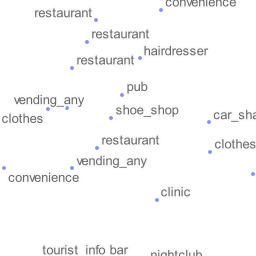 convenience
restaurant
restaurant
hairdresser
restaurant
pub
vending_any
shoe_shop
clothes
car_sha
restaurant
clothes
vending_any
convenience
clinic
tourist_info bar
nightclub